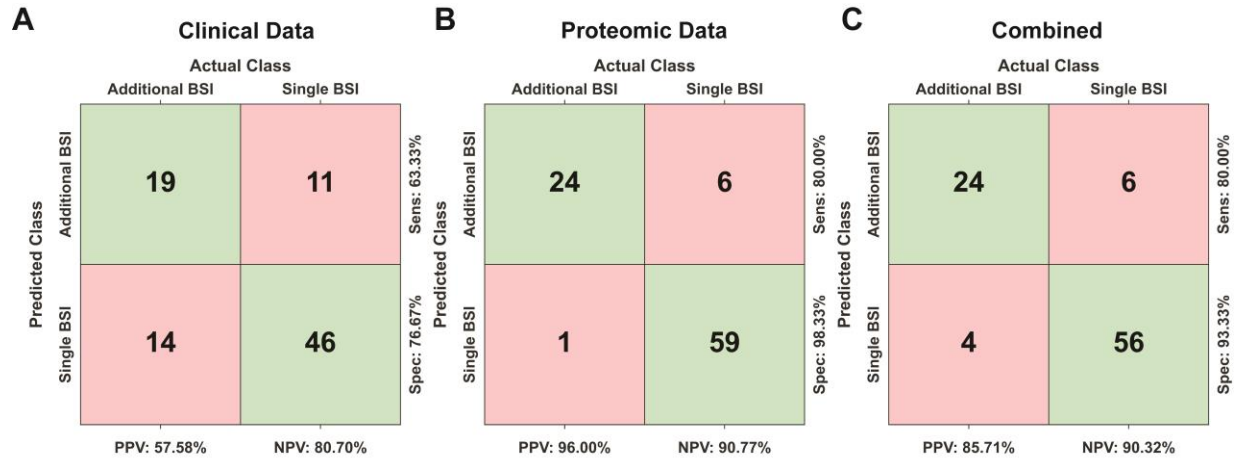 A
Clinical Data
Actual Class
Additional BSI
Single BSI
Predicted Class
Additional BSI
Single BSI
19
11
14
46
Sens: 63.33%
Spec: 76.67%
PPV: 57.58%
NPV: 80.70%
B
Proteomic Data
Actual Class
Additional BSI
Single BSI
Predicted Class
Additional BSI
Single BSI
24
6
1
59
Sens: 80.00%
Spec: 98.33%
PPV: 96.00%
NPV: 90.77%
C
Combined
Actual Class
Additional BSI
Single BSI
Predicted Class
Additional BSI
Single BSI
24
6
4
56
Sens: 80.00%
Spec: 93.33%
PPV: 85.71%
NPV: 90.32%